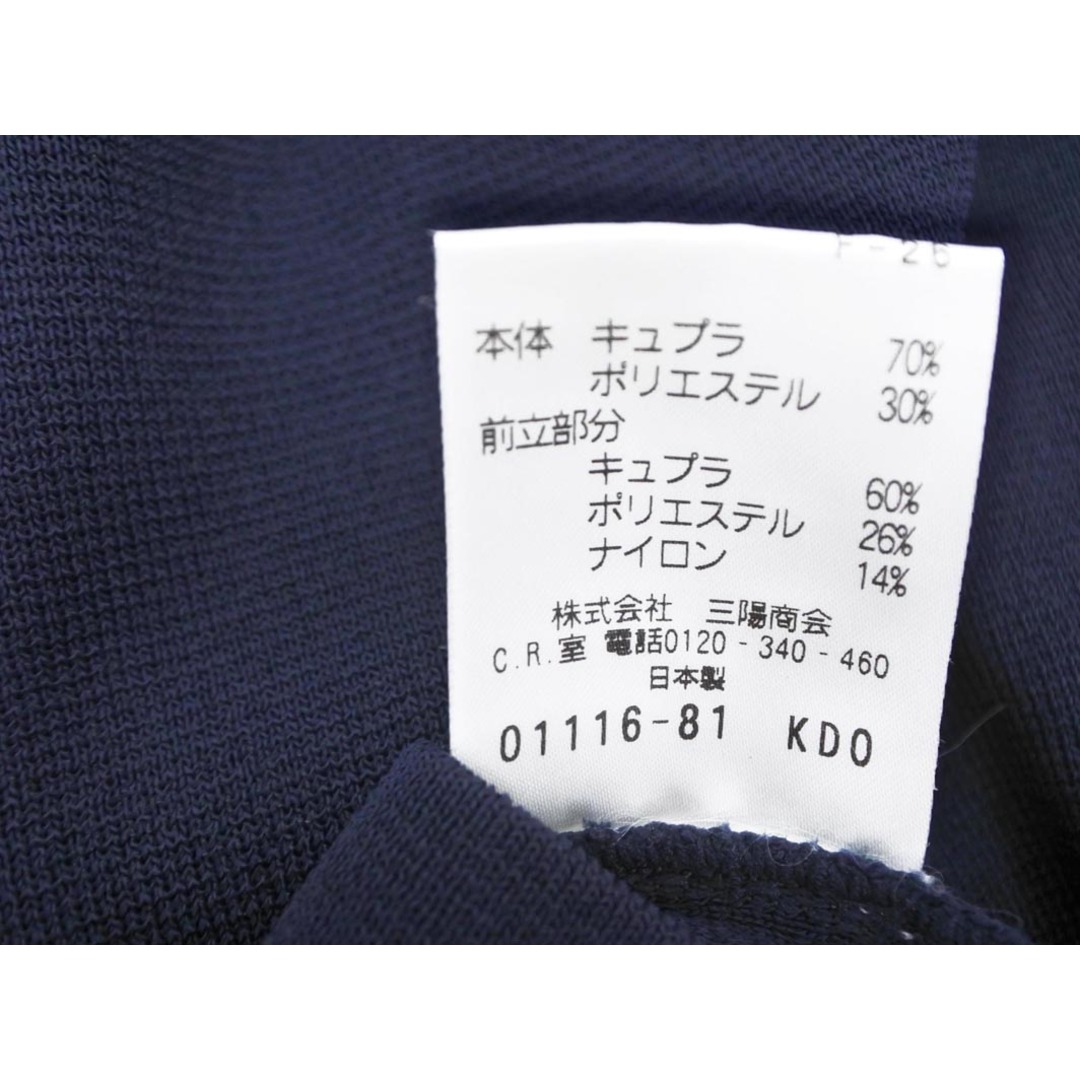 F-26
本体 キュプラ 70%
ポリエステル 30%
前立部分
キュプラ 60%
ポリエステル 26%
ナイロン 14%
株式会社 三陽商会
C.R.室 電話0120-340-460
日本製
01116-81 KDO